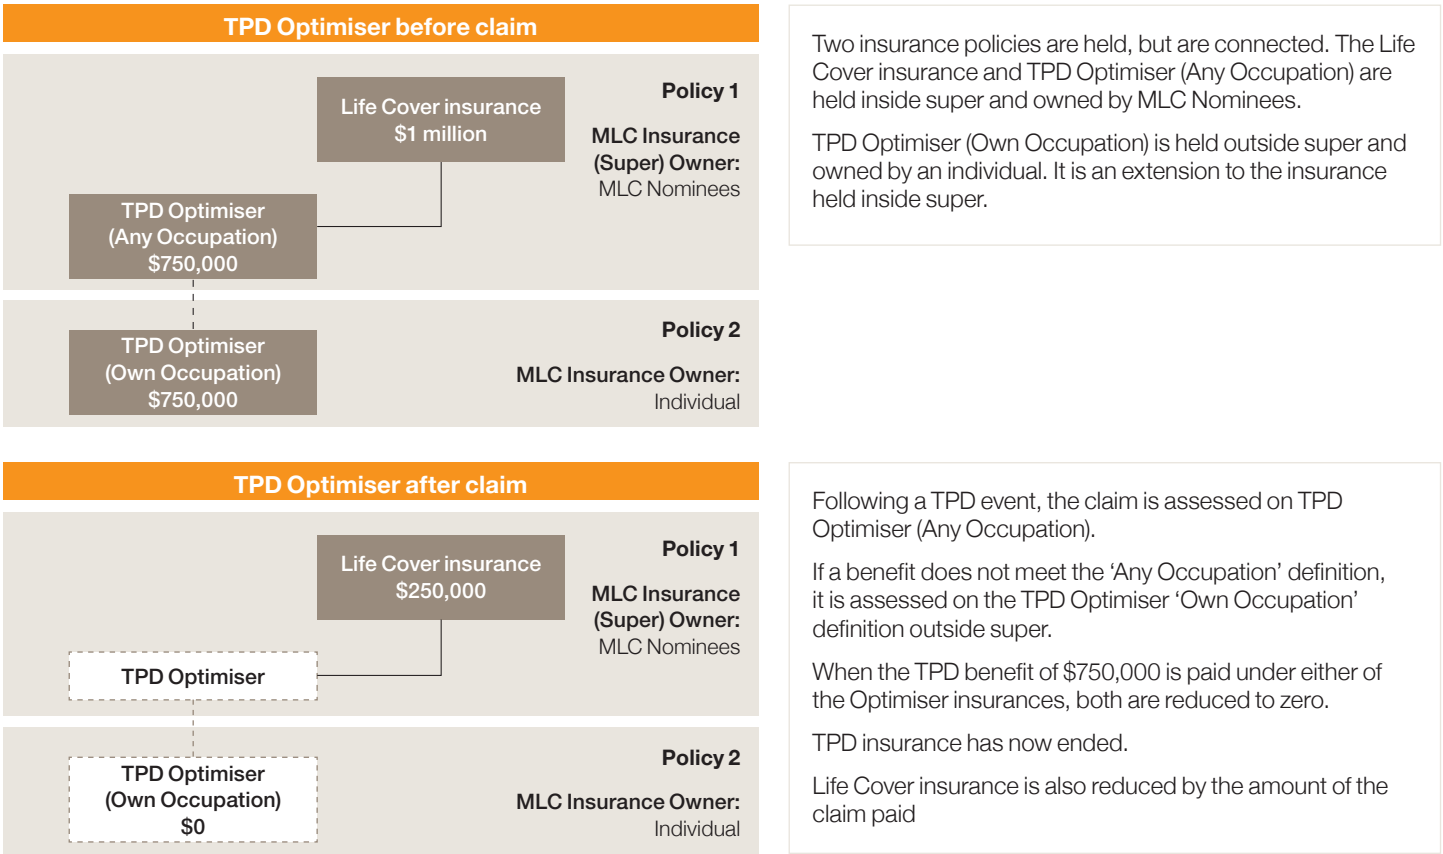 TPD Optimiser before claim
Life Cover insurance
$1 million
Policy 1
MLC Insurance
(Super) Owner:
MLC Nominees
TPD Optimiser
(Any Occupation)
$750,000
TPD Optimiser
(Own Occupation)
$750,000
Policy 2
MLC Insurance Owner:
Individual
Two insurance policies are held, but are connected. The Life
Cover insurance and TPD Optimiser (Any Occupation) are
held inside super and owned by MLC Nominees.
TPD Optimiser (Own Occupation) is held outside super and
owned by an individual. It is an extension to the insurance
held inside super.
TPD Optimiser after claim
Life Cover insurance
$250,000
Policy 1
MLC Insurance
(Super) Owner:
MLC Nominees
TPD Optimiser
TPD Optimiser
(Own Occupation)
$0
Policy 2
MLC Insurance Owner:
Individual
Following a TPD event, the claim is assessed on TPD
Optimiser (Any Occupation).
If a benefit does not meet the ‘Any Occupation’ definition,
it is assessed on the TPD Optimiser ‘Own Occupation’
definition outside super.
When the TPD benefit of $750,000 is paid under either of
the Optimiser insurances, both are reduced to zero.
TPD insurance has now ended.
Life Cover insurance is also reduced by the amount of the
claim paid